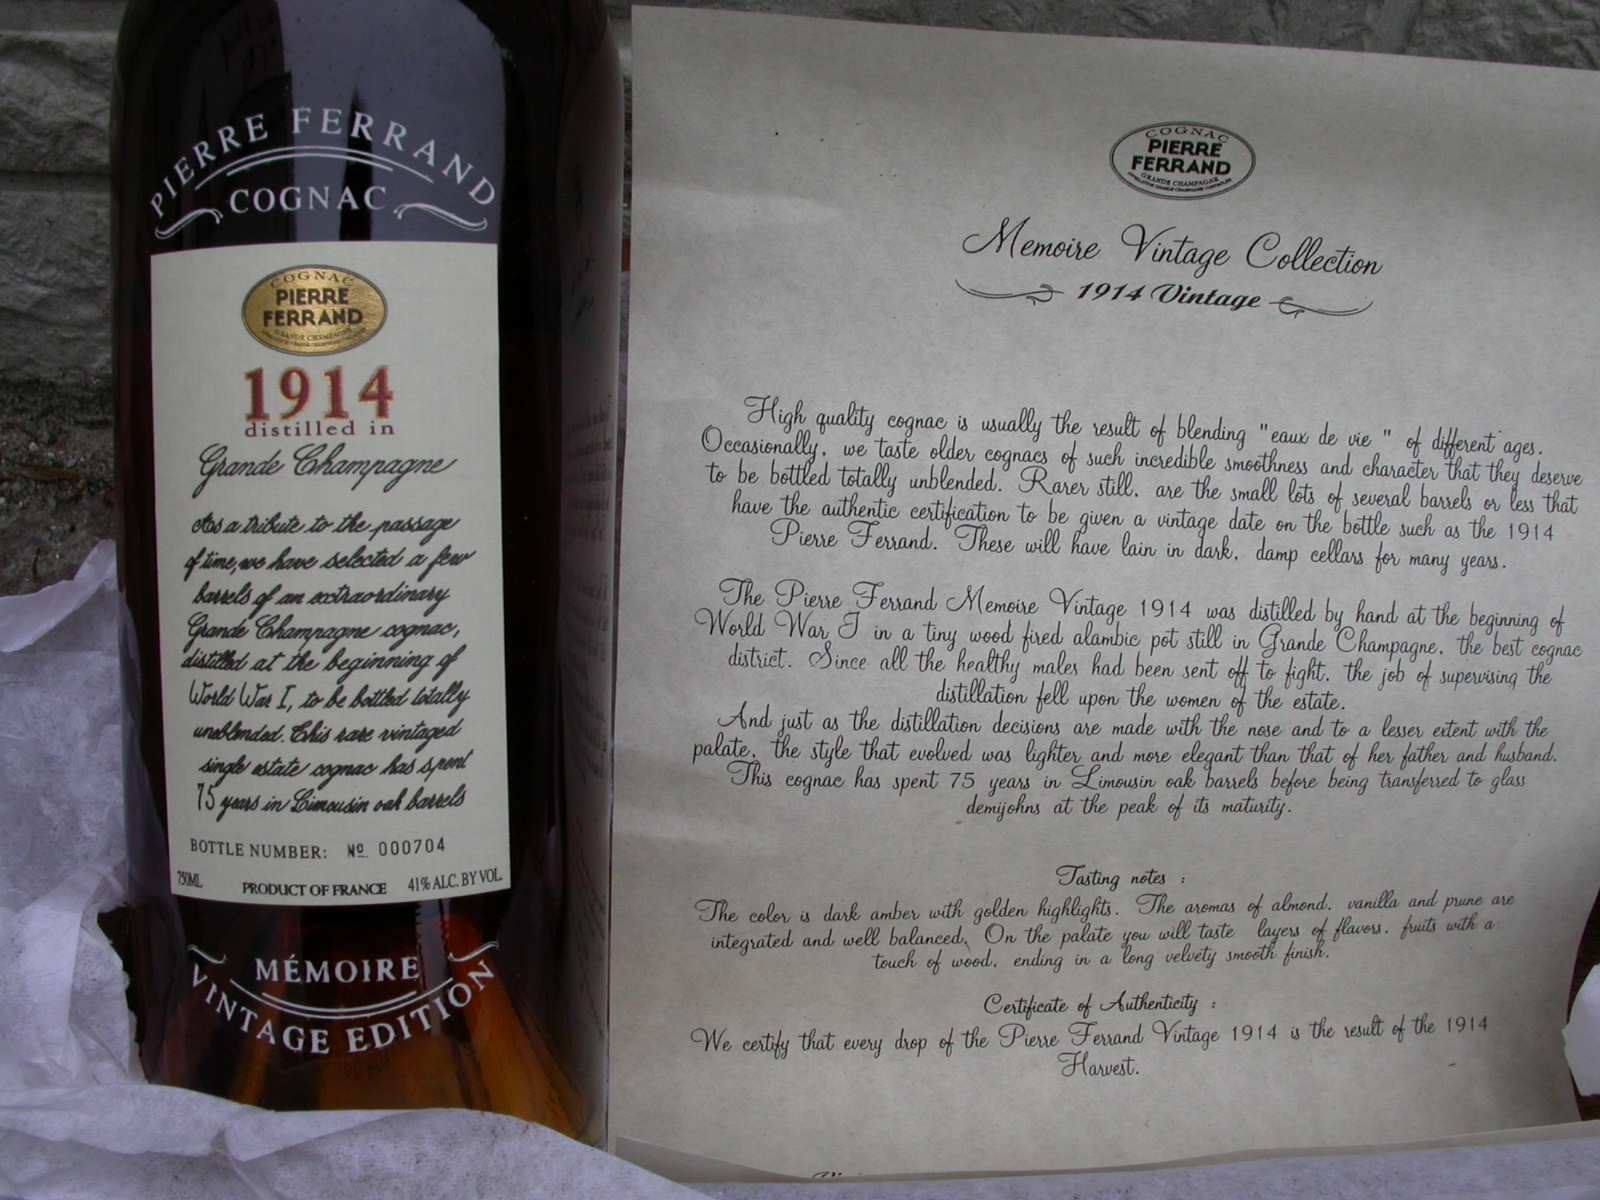 PIERRE FERRAND
COGNAC
COGNAC
PIERRE
FERRAND
GRANDE CHAMPAGNE
1914
distilled in
Grande Champagne
As a tribute to the passage
of time, we have selected a few
barrels of an extraordinary
Grande Champagne cognac,
distilled at the beginning of
World War I, to be bottled totally
unblended. This rare vintaged
single estate cognac has spent
75 years in Limousin oak barrels
BOTTLE NUMBER: Nº 000704
750ML PRODUCT OF FRANCE 41% ALC. BY VOL.
MÉMOIRE
VINTAGE EDITION
COGNAC
PIERRE
FERRAND
GRANDE CHAMPAGNE
Memoire Vintage Collection
1914 Vintage
High quality cognac is usually the result of blending "eaux de vie " of different ages.
Occasionally, we taste older cognacs of such incredible smoothness and character that they deserve
to be bottled totally unblended. Rarer still, are the small lots of several barrels or less that
have the authentic certification to be given a vintage date on the bottle such as the 1914
Pierre Ferrand. These will have lain in dark, damp cellars for many years.
The Pierre Ferrand Memoire Vintage 1914 was distilled by hand at the beginning of
World War I in a tiny wood fired alambic pot still in Grande Champagne, the best cognac
district. Since all the healthy males had been sent off to fight, the job of supervising the
distillation fell upon the women of the estate.
And just as the distillation decisions are made with the nose and to a lesser extent with the
palate, the style that evolved was lighter and more elegant than that of her father and husband.
This cognac has spent 75 years in Limousin oak barrels before being transferred to glass
demijohns at the peak of its maturity.
Tasting notes :
The color is dark amber with golden highlights. The aromas of almond, vanilla and prune are
integrated and well balanced. On the palate you will taste layers of flavors, fruits with a
touch of wood, ending in a long velvety smooth finish.
Certificate of Authenticity :
We certify that every drop of the Pierre Ferrand Vintage 1914 is the result of the 1914
Harvest.